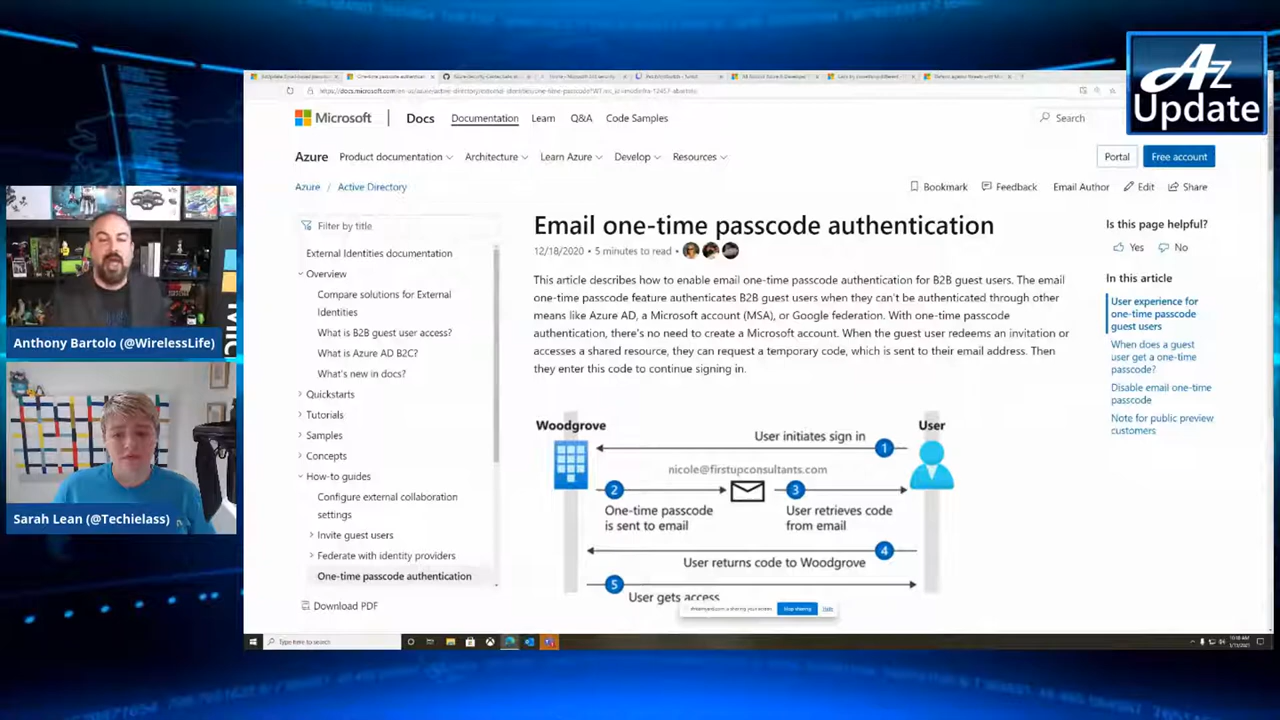 Az
Update
Microsoft
Docs
Documentation
Learn
Q&A
Code Samples
Search
Azure
Product documentation
Architecture
Learn Azure
Develop
Resources
Portal
Free account
Azure / Active Directory
Bookmark
Feedback
Email Author
Edit
Share
Filter by title
External Identities documentation
Overview
Compare solutions for External
Identities
What is B2B guest user access?
What is Azure AD B2C?
What's new in docs?
Quickstarts
Tutorials
Samples
Concepts
How-to guides
Configure external collaboration
settings
Invite guest users
Federate with identity providers
One-time passcode authentication
Download PDF
Email one-time passcode authentication
12/18/2020 • 5 minutes to read •
This article describes how to enable email one-time passcode authentication for B2B guest users. The email
one-time passcode feature authenticates B2B guest users when they can't be authenticated through other
means like Azure AD, a Microsoft account (MSA), or Google federation. With one-time passcode
authentication, there's no need to create a Microsoft account. When the guest user redeems an invitation or
accesses a shared resource, they can request a temporary code, which is sent to their email address. Then
they enter this code to continue signing in.
Woodgrove
User
User initiates sign in
1
nicole@firstupconsultants.com
2
3
One-time passcode
is sent to email
User retrieves code
from email
4
User returns code to Woodgrove
5
User gets access
Is this page helpful?
Yes
No
In this article
User experience for
one-time passcode
guest users
When does a guest
user get a one-time
passcode?
Disable email one-time
passcode
Note for public preview
customers
Stop sharing
Hide
Type here to search
Anthony Bartolo (@WirelessLife)
Sarah Lean (@Techielass)